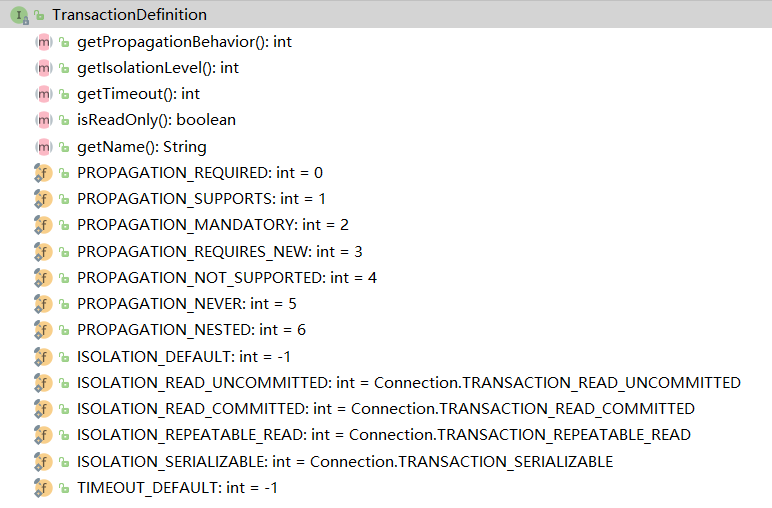 I TransactionDefinition
m getPropagationBehavior(): int
m getIsolationLevel(): int
m getTimeout(): int
m isReadOnly(): boolean
m getName(): String
f PROPAGATION_REQUIRED: int = 0
f PROPAGATION_SUPPORTS: int = 1
f PROPAGATION_MANDATORY: int = 2
f PROPAGATION_REQUIRES_NEW: int = 3
f PROPAGATION_NOT_SUPPORTED: int = 4
f PROPAGATION_NEVER: int = 5
f PROPAGATION_NESTED: int = 6
f ISOLATION_DEFAULT: int = -1
f ISOLATION_READ_UNCOMMITTED: int = Connection.TRANSACTION_READ_UNCOMMITTED
f ISOLATION_READ_COMMITTED: int = Connection.TRANSACTION_READ_COMMITTED
f ISOLATION_REPEATABLE_READ: int = Connection.TRANSACTION_REPEATABLE_READ
f ISOLATION_SERIALIZABLE: int = Connection.TRANSACTION_SERIALIZABLE
f TIMEOUT_DEFAULT: int = -1